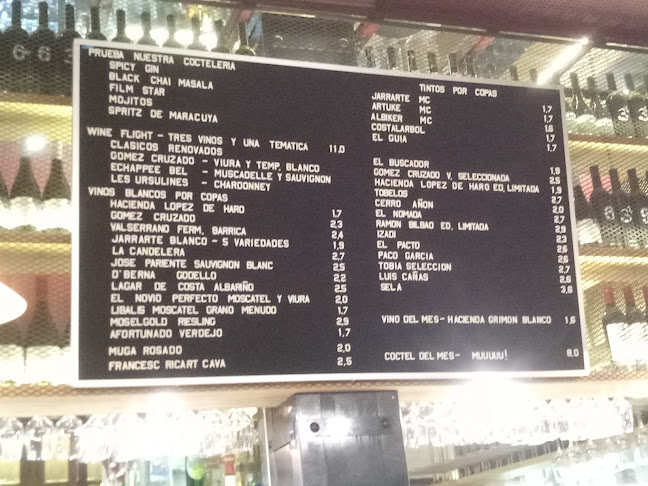 PRUEBA NUESTRA COCTELERIA
SPICY GIN
BLACK CHAI MASALA
FILM STAR
MOJITOS
SPRITZ DE MARACUYA
WINE FLIGHT - TRES VINOS Y UNA TEMATICA 11.0
CLASICOS RENOVADOS
GOMEZ CRUZADO - VIURA Y TEMP. BLANCO
ECHAPPEE BEL - MUSCADELLE Y SAUVIGNON
LES URSULINES - CHARDONNEY
VINOS BLANCOS POR COPAS
HACIENDA LOPEZ DE HARO 1,7
GOMEZ CRUZADO 2,3
VALSERRANO FERM, BARRICA 2,4
JARRARTE BLANCO - 5 VARIEDADES 1,9
LA CANDELERA 2,7
JOSE PARIENTE SAUVIGNON BLANC 2,5
D'BERNA GODELLO 2,2
LAGAR DE COSTA ALBARIÑO 2,5
EL NOVIO PERFECTO MOSCATEL Y VIURA 2,0
LIBALIS MOSCATEL GRANO MENUDO 1,7
MOSELGOLD RIESLING 2,9
AFORTUNADO VERDEJO 1,7
MUGA ROSADO 2,0
FRANCESC RICART CAVA 2,5
TINTOS POR COPAS
JARRARTE MC
ARTUKE MC 1,7
ALBIKER MC 1,7
COSTALARBOL 1,6
EL GUIA 1,7
1,7
EL BUSCADOR
GOMEZ CRUZADO V, SELECCIONADA 1,9
HACIENDA LOPEZ DE HARO ED, LIMITADA 2,5
TOBELOS 1,9
CERRO AÑON 2,7
EL NOMADA 2,0
RAMON BILBAO ED, LIMITADA 2,7
IZADI 2,9
EL PACTO 2,3
PACO GARCIA 2,6
TOBIA SELECCION 2,7
LUIS CAÑAS 2,6
SELA 3,6
VINO DEL MES- HACIENDA GRIMON BLANCO 1,6
COCTEL DEL MES- MUUUUU! 8,0